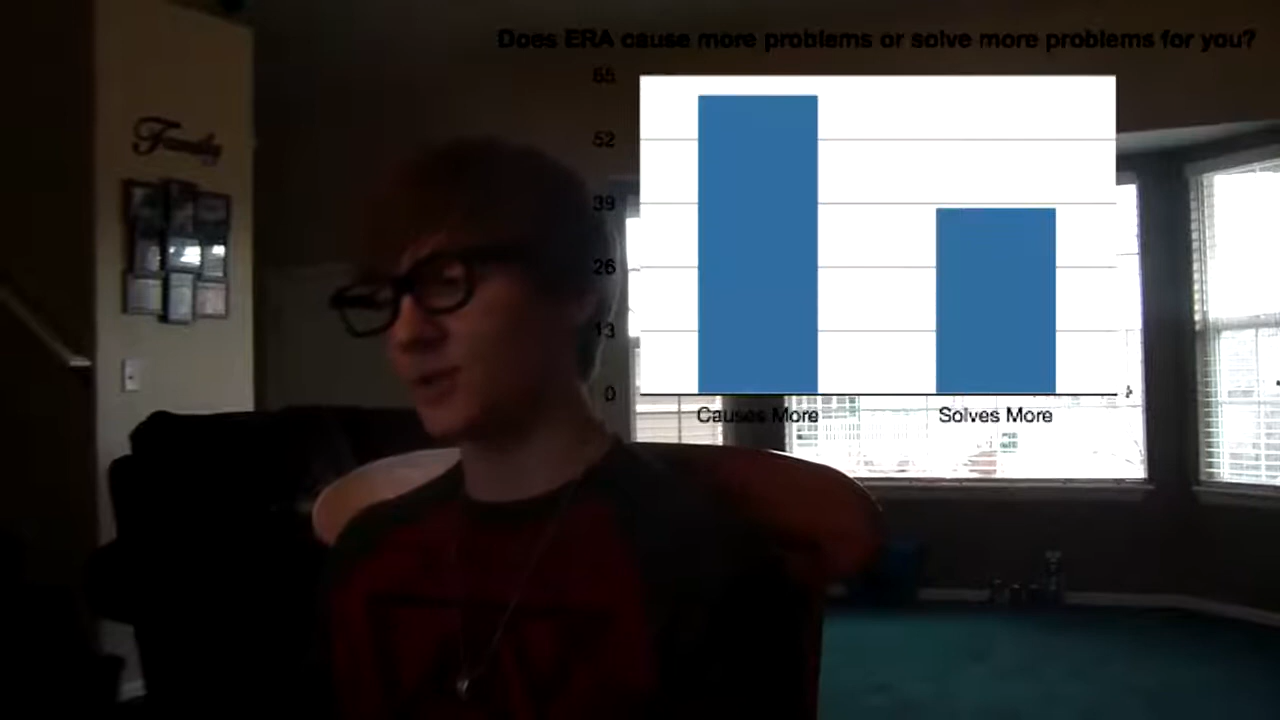 Does ERA cause more problems or solve more problems for you?
65
52
39
26
13
0
Causes More
Solves More
Family